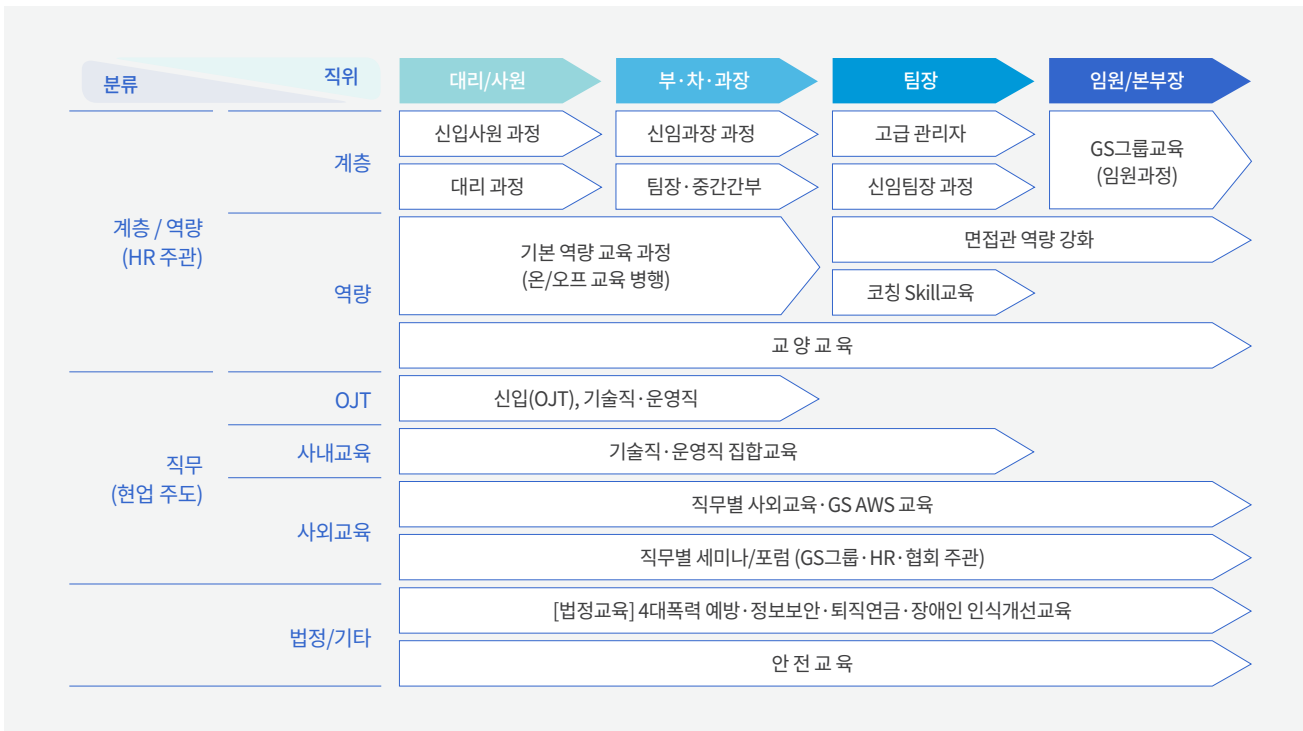 분류
직위
대리/사원
부·차·과장
팀장
임원/본부장
계층 / 역량
(HR 주관)
계층
신입사원 과정
신임과장 과정
고급 관리자
GS그룹교육
(임원과정)
대리 과정
팀장·중간간부
신임팀장 과정
역량
기본 역량 교육 과정
(온/오프 교육 병행)
면접관 역량 강화
코칭 Skill교육
교 양 교 육
직무
(현업 주도)
OJT
신입(OJT), 기술직·운영직
사내교육
기술직·운영직 집합교육
사외교육
직무별 사외교육·GS AWS 교육
직무별 세미나/포럼 (GS그룹·HR·협회 주관)
법정/기타
[법정교육] 4대폭력 예방·정보보안·퇴직연금·장애인 인식개선교육
안 전 교 육